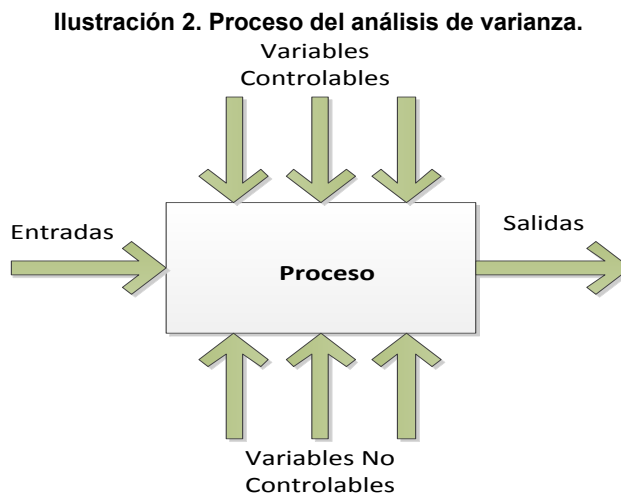 Ilustración 2. Proceso del análisis de varianza.
Variables
Controlables
Entradas
Salidas
Proceso
Variables No
Controlables